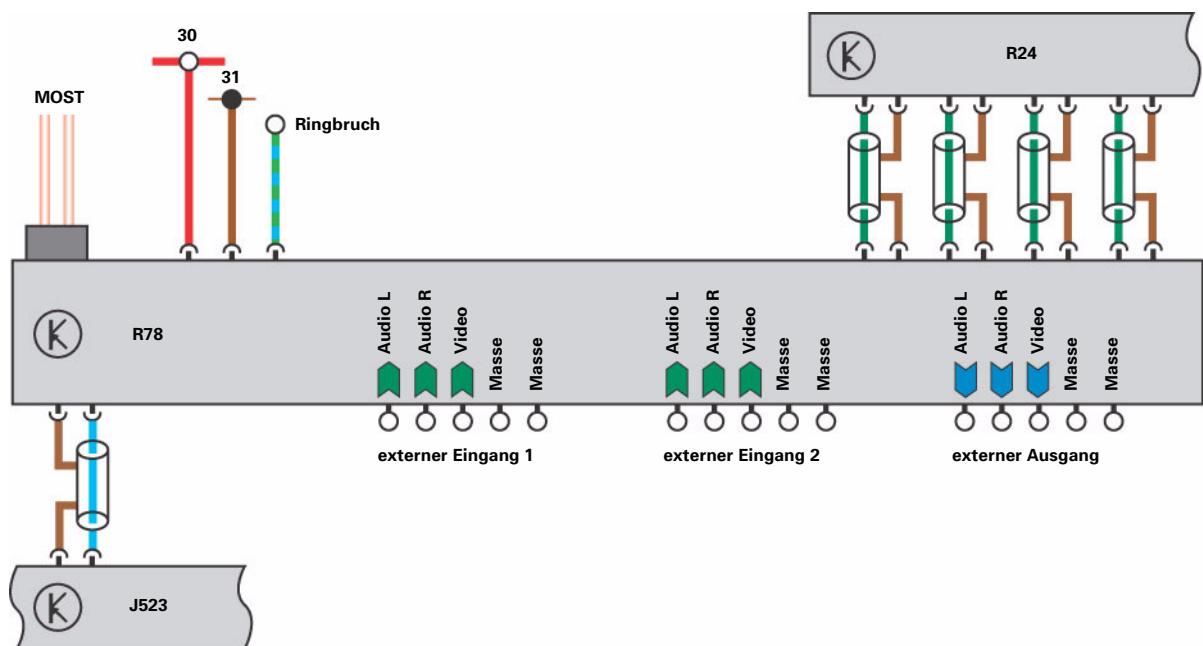 30
R24
31
MOST
Ringbruch
R78
Audio L
Audio R
Video
Masse
Masse
Audio L
Audio R
Video
Masse
Masse
Audio L
Audio R
Video
Masse
Masse
externer Eingang 1
externer Eingang 2
externer Ausgang
J523